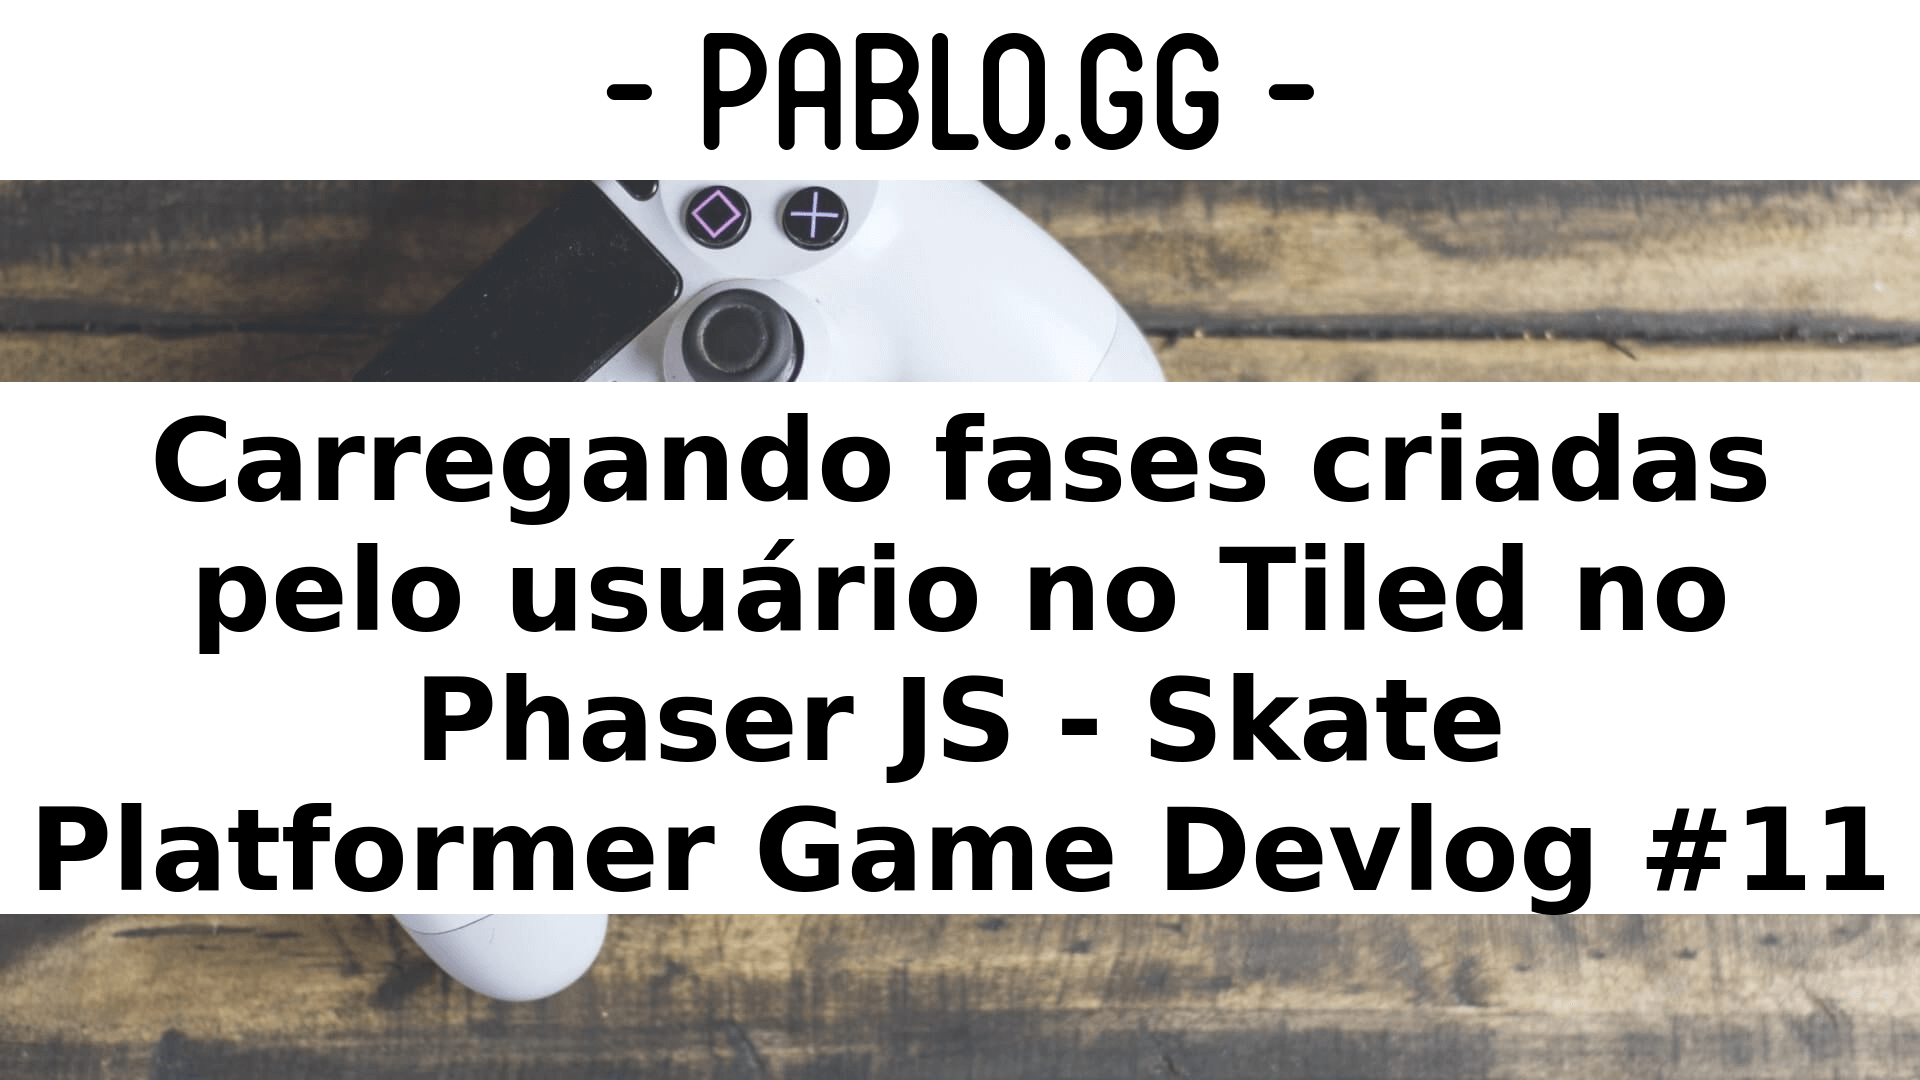 - PABLO.GG -
Carregando fases criadas
pelo usuário no Tiled no
Phaser JS - Skate
Platformer Game Devlog #11